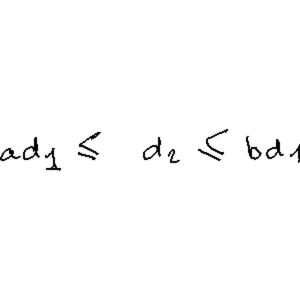 ad₁ ≤ d₂ ≤ bd₁